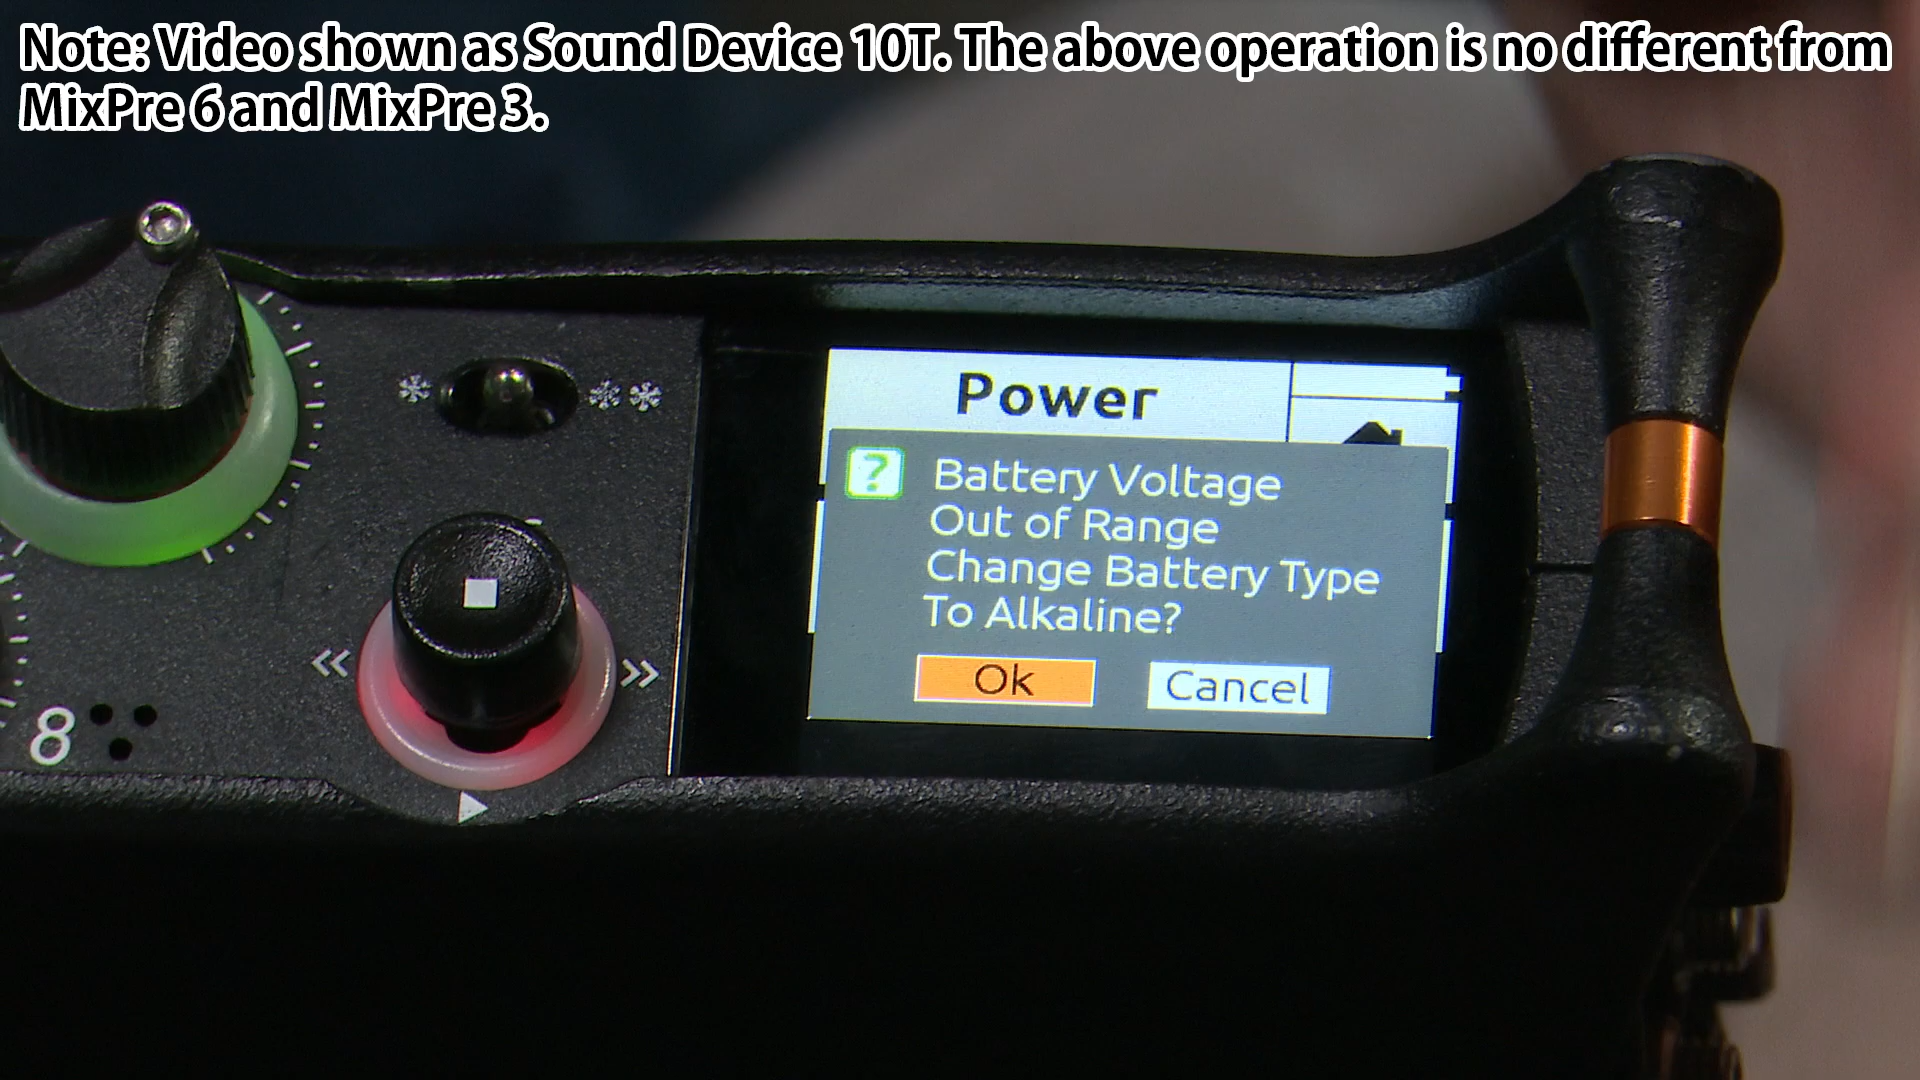 Note: Video shown as Sound Device 10T. The above operation is no different from
MixPre 6 and MixPre 3.
Power
? Battery Voltage
Out of Range
Change Battery Type
To Alkaline?
Ok Cancel
8